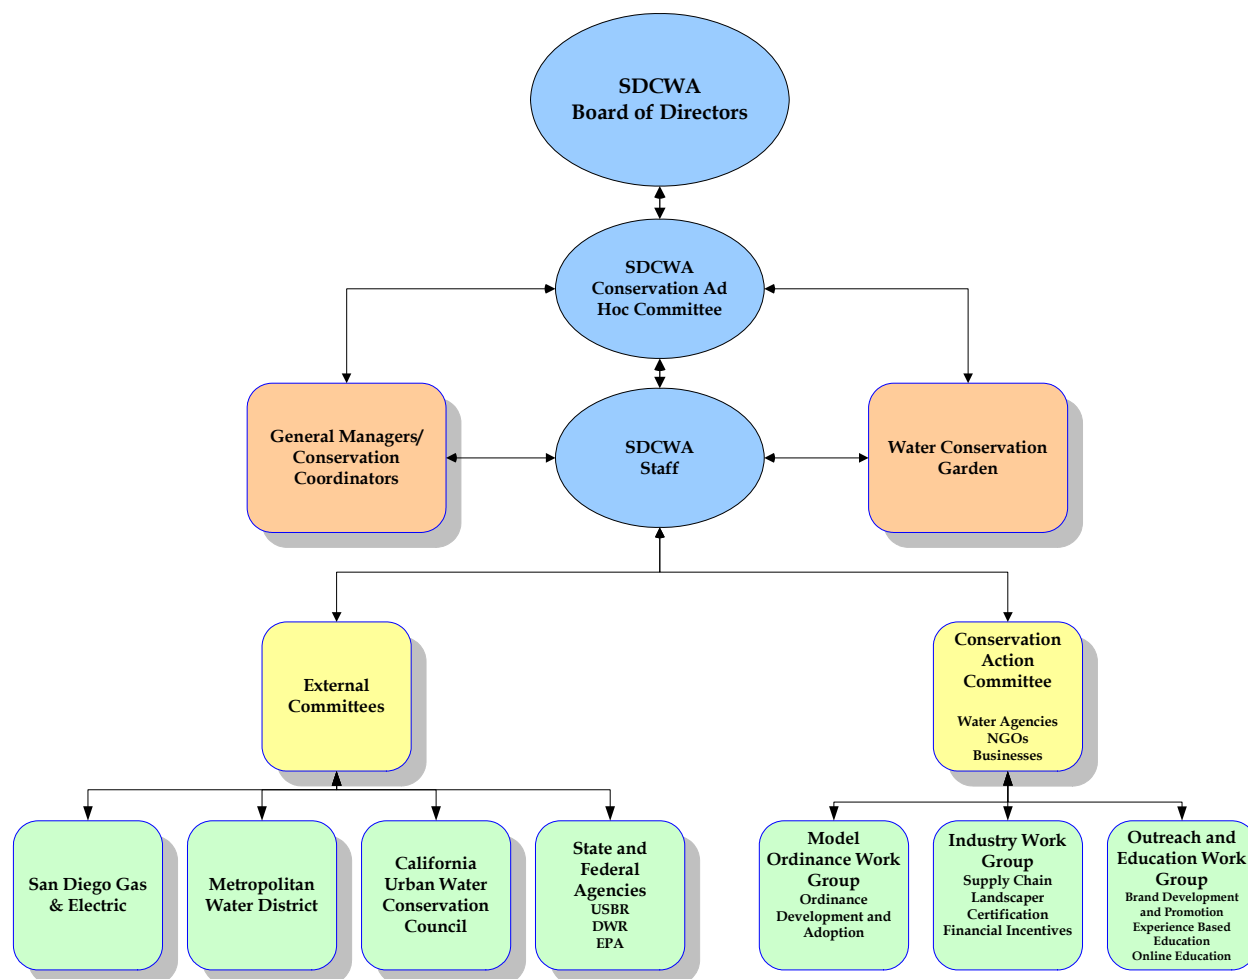 SDCWA
Board of Directors
SDCWA
Conservation Ad
Hoc Committee
General Managers/
Conservation
Coordinators
SDCWA
Staff
Water Conservation
Garden
External
Committees
Conservation
Action
Committee
Water Agencies
NGOs
Businesses
San Diego Gas
& Electric
Metropolitan
Water District
California
Urban Water
Conservation
Council
State and
Federal
Agencies
USBR
DWR
EPA
Model
Ordinance Work
Group
Ordinance
Development and
Adoption
Industry Work
Group
Supply Chain
Landscaper
Certification
Financial Incentives
Outreach and
Education Work
Group
Brand Development
and Promotion
Experience Based
Education
Online Education